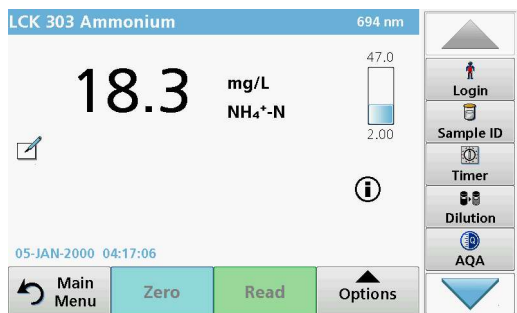 LCK 303 Ammonium
694 nm
18.3
mg/L
NH₄⁺-N
47.0
2.00
i
05-JAN-2000 04:17:06
Main
Menu
Zero
Read
Options
Login
Sample ID
Timer
Dilution
AQA